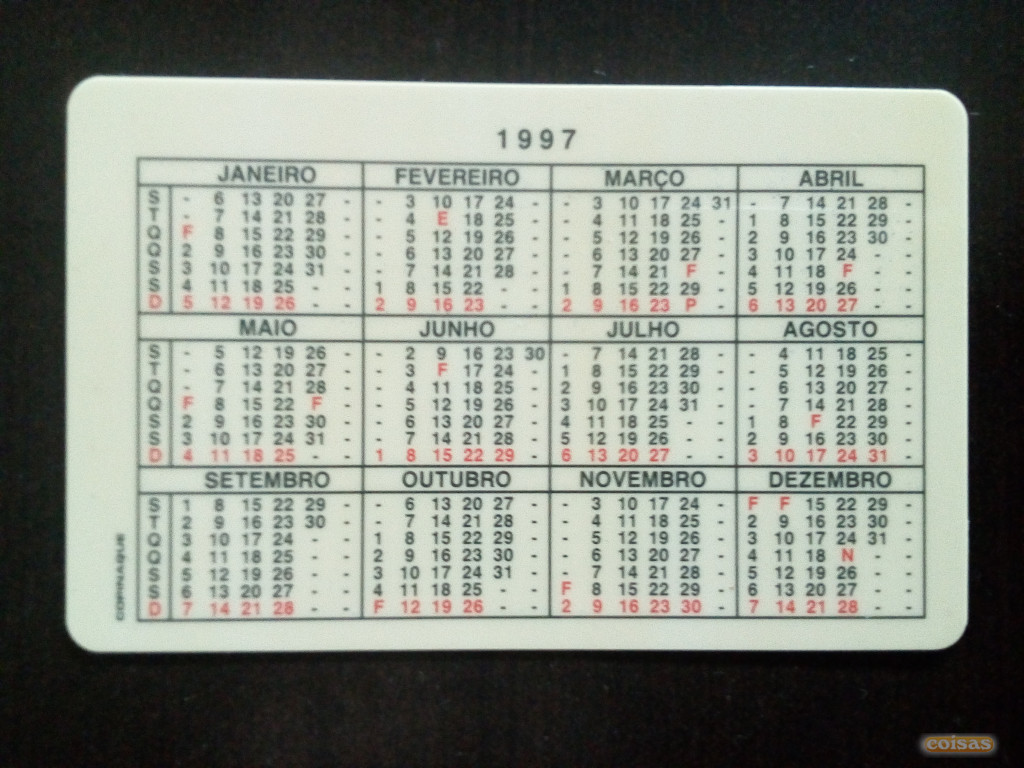 1997
JANEIRO FEVEREIRO MARÇO ABRIL
S - 6 13 20 27 - - 3 10 17 24 - - 3 10 17 24 31 - 7 14 21 28 -
T - 7 14 21 28 - - 4 E 18 25 - - 4 11 18 25 - 1 8 15 22 29 -
Q F 8 15 22 29 - - 5 12 19 26 - - 5 12 19 26 - 2 9 16 23 30 -
Q 2 9 16 23 30 - - 6 13 20 27 - - 6 13 20 27 - 3 10 17 24 - -
S 3 10 17 24 31 - - 7 14 21 28 - - 7 14 21 F - 4 11 18 F - -
S 4 11 18 25 - - 1 8 15 22 - - 1 8 15 22 29 - 5 12 19 26 - -
D 5 12 19 26 - - 2 9 16 23 - - 2 9 16 23 P - 6 13 20 27 - -
MAIO JUNHO JULHO AGOSTO
S - 5 12 19 26 - - 2 9 16 23 30 - 7 14 21 28 - - 4 11 18 25 -
T - 6 13 20 27 - - 3 F 17 24 - 1 8 15 22 29 - - 5 12 19 26 -
Q - 7 14 21 28 - - 4 11 18 25 - 2 9 16 23 30 - - 6 13 20 27 -
Q F 8 15 22 F - - 5 12 19 26 - 3 10 17 24 31 - - 7 14 21 28 -
S 2 9 16 23 30 - - 6 13 20 27 - 4 11 18 25 - - 1 8 F 22 29 -
S 3 10 17 24 31 - - 7 14 21 28 - 5 12 19 26 - - 2 9 16 23 30 -
D 4 11 18 25 - - 1 8 15 22 29 - 6 13 20 27 - - 3 10 17 24 31 -
SETEMBRO OUTUBRO NOVEMBRO DEZEMBRO
S 1 8 15 22 29 - - 6 13 20 27 - - 3 10 17 24 - F F 15 22 29 -
T 2 9 16 23 30 - - 7 14 21 28 - - 4 11 18 25 - 2 9 16 23 30 -
Q 3 10 17 24 - - 1 8 15 22 29 - - 5 12 19 26 - 3 10 17 24 31 -
Q 4 11 18 25 - - 2 9 16 23 30 - - 6 13 20 27 - 4 11 18 N - -
S 5 12 19 26 - - 3 10 17 24 31 - - 7 14 21 28 - 5 12 19 26 - -
S 6 13 20 27 - - 4 11 18 25 - - F 8 15 22 29 - 6 13 20 27 - -
D 7 14 21 28 - - F 12 19 26 - - 2 9 16 23 30 - 7 14 21 28 - -
COPINAQUE
coisas